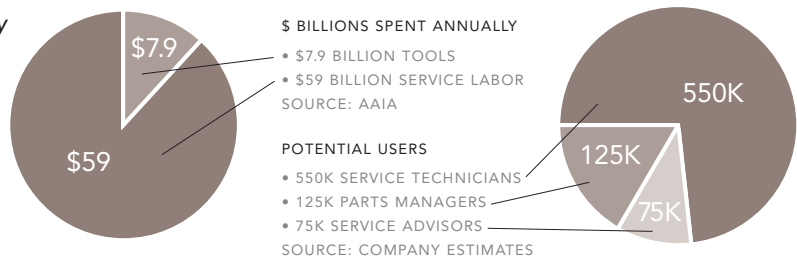 y
$7.9
$59
$ BILLIONS SPENT ANNUALLY
• $7.9 BILLION TOOLS
• $59 BILLION SERVICE LABOR
SOURCE: AAIA
POTENTIAL USERS
• 550K SERVICE TECHNICIANS
• 125K PARTS MANAGERS
• 75K SERVICE ADVISORS
SOURCE: COMPANY ESTIMATES
550K
125K
75K